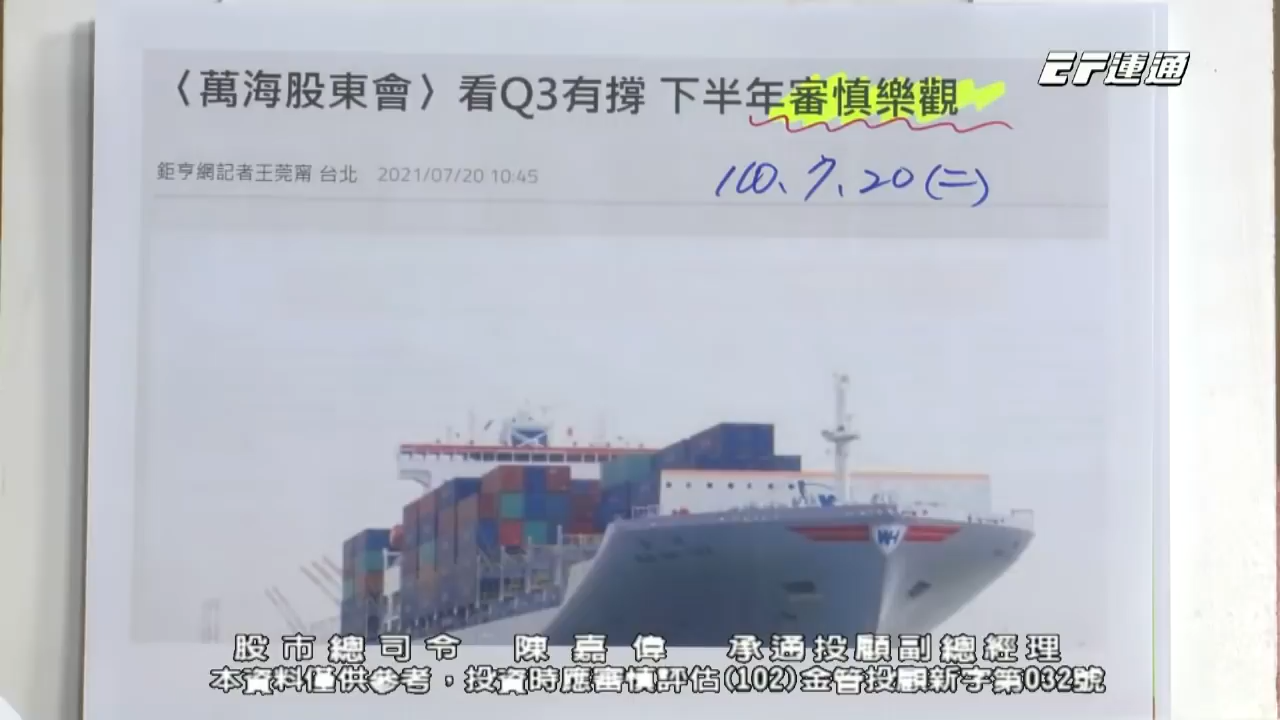 EF運通
〈萬海股東會〉看Q3有撐 下半年審慎樂觀
鉅亨網記者王莞甯 台北 2021/07/20 10:45
110、7、20(二)
WH
股市總司令 陳嘉偉 承通投顧副總經理
本資料僅供參考，投資時應審慎評估(102)金管投顧新字第032號